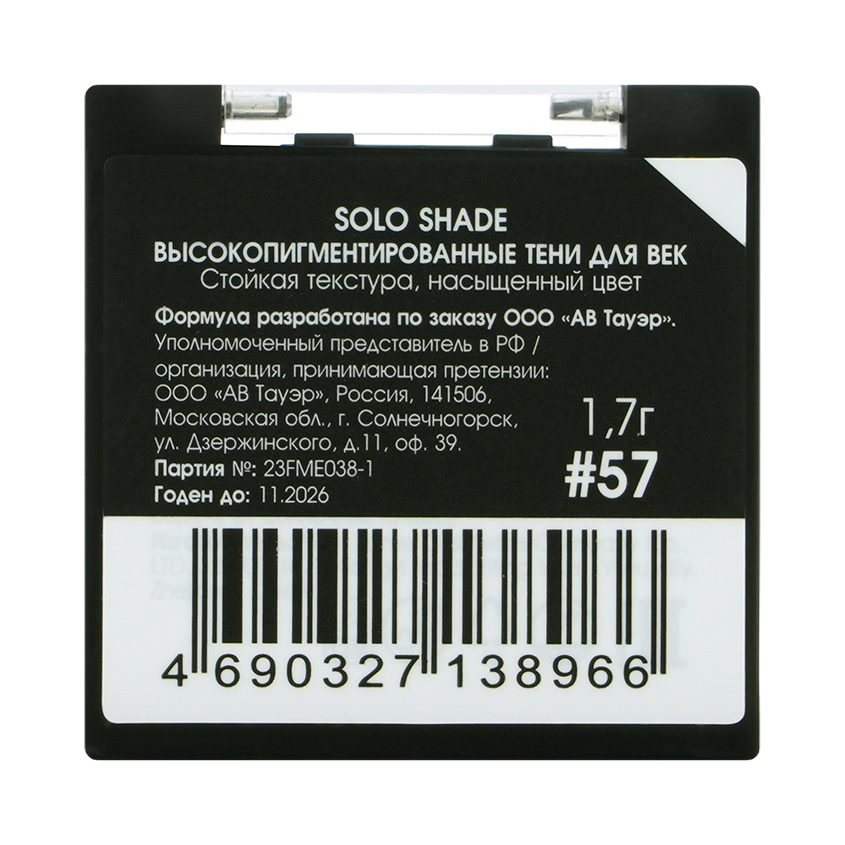 SOLO SHADE
ВЫСОКОПИГМЕНТИРОВАННЫЕ ТЕНИ ДЛЯ ВЕК
Стойкая текстура, насыщенный цвет
Формула разработана по заказу ООО «АВ Тауэр».
Уполномоченный представитель в РФ /
организация, принимающая претензии:
ООО «АВ Тауэр», Россия, 141506,
Московская обл., г. Солнечногорск,
ул. Дзержинского, д.11, оф. 39.
Партия №: 23FME038-1
Годен до: 11.2026
1,7г
#57
4 690327 138966